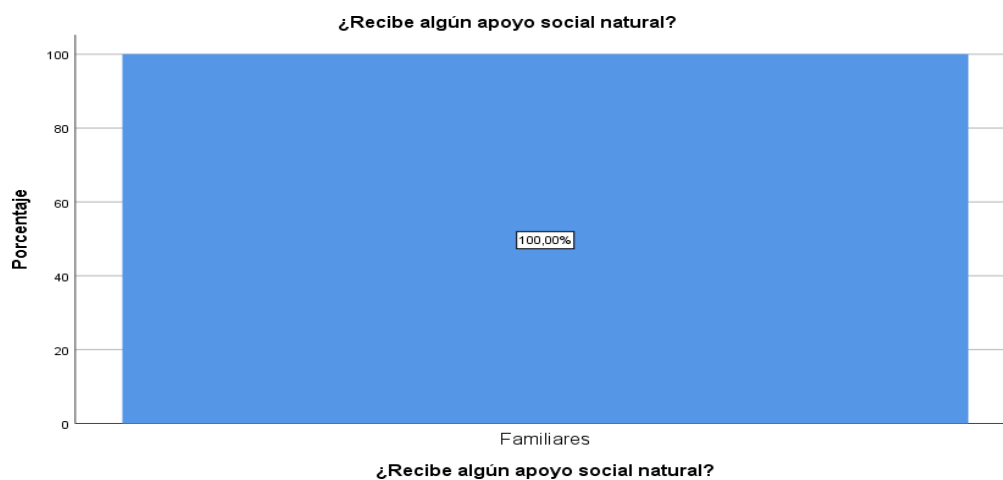 ¿Recibe algún apoyo social natural?
100
80
60
40
20
0
Porcentaje
100,00%
Familiares
¿Recibe algún apoyo social natural?